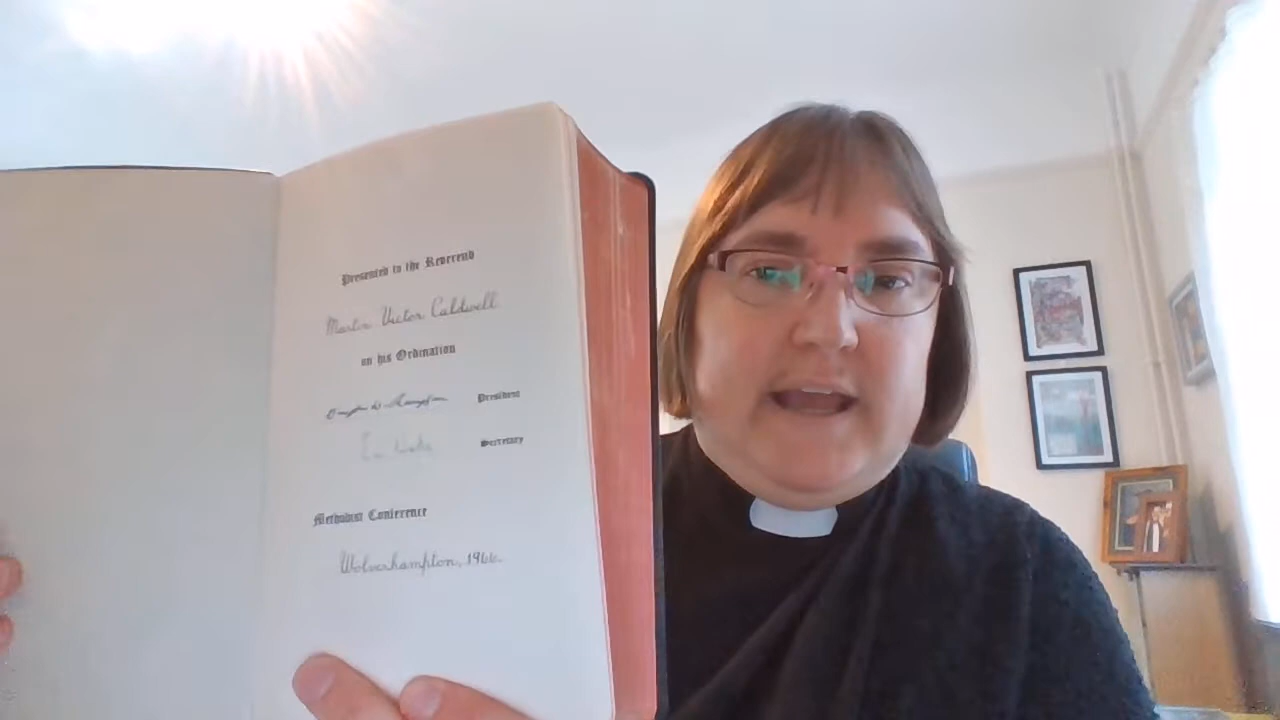 Presented to the Reverend
Martin Victor Caldwell
on his Ordination
President
Secretary
Methodist Conference
Wolverhampton, 1966.